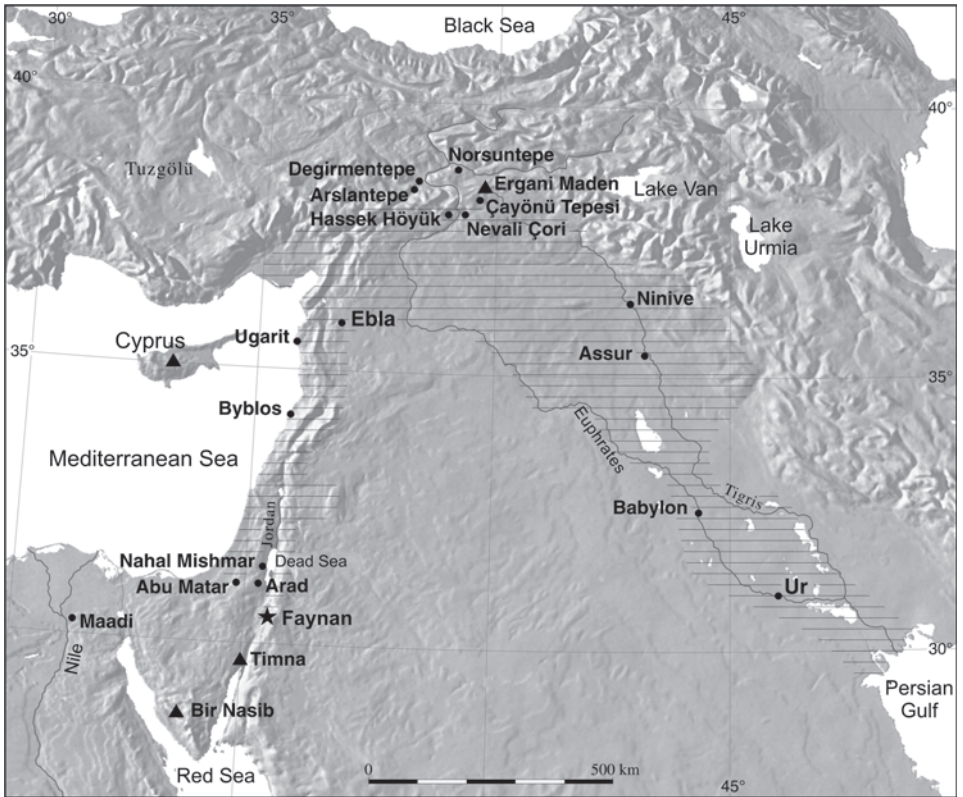 30°
35°
Black Sea
45°
40°
40°
Tuzgölü
Norsuntepe
Degirmentepe
Arslantepe
Ergani Maden
Lake Van
Çayönü Tepesi
Hassek Höyük
Nevali Çori
Lake
Urmia
Ninive
Ebla
Ugarit
Cyprus
35°
Assur
35°
Byblos
Euphrates
Mediterranean Sea
Tigris
Babylon
Jordan
Nahal Mishmar
Dead Sea
Abu Matar
Arad
Ur
Faynan
Maadi
Nile
Timna
30°
Bir Nasib
Persian
Gulf
Red Sea
0
500 km
45°